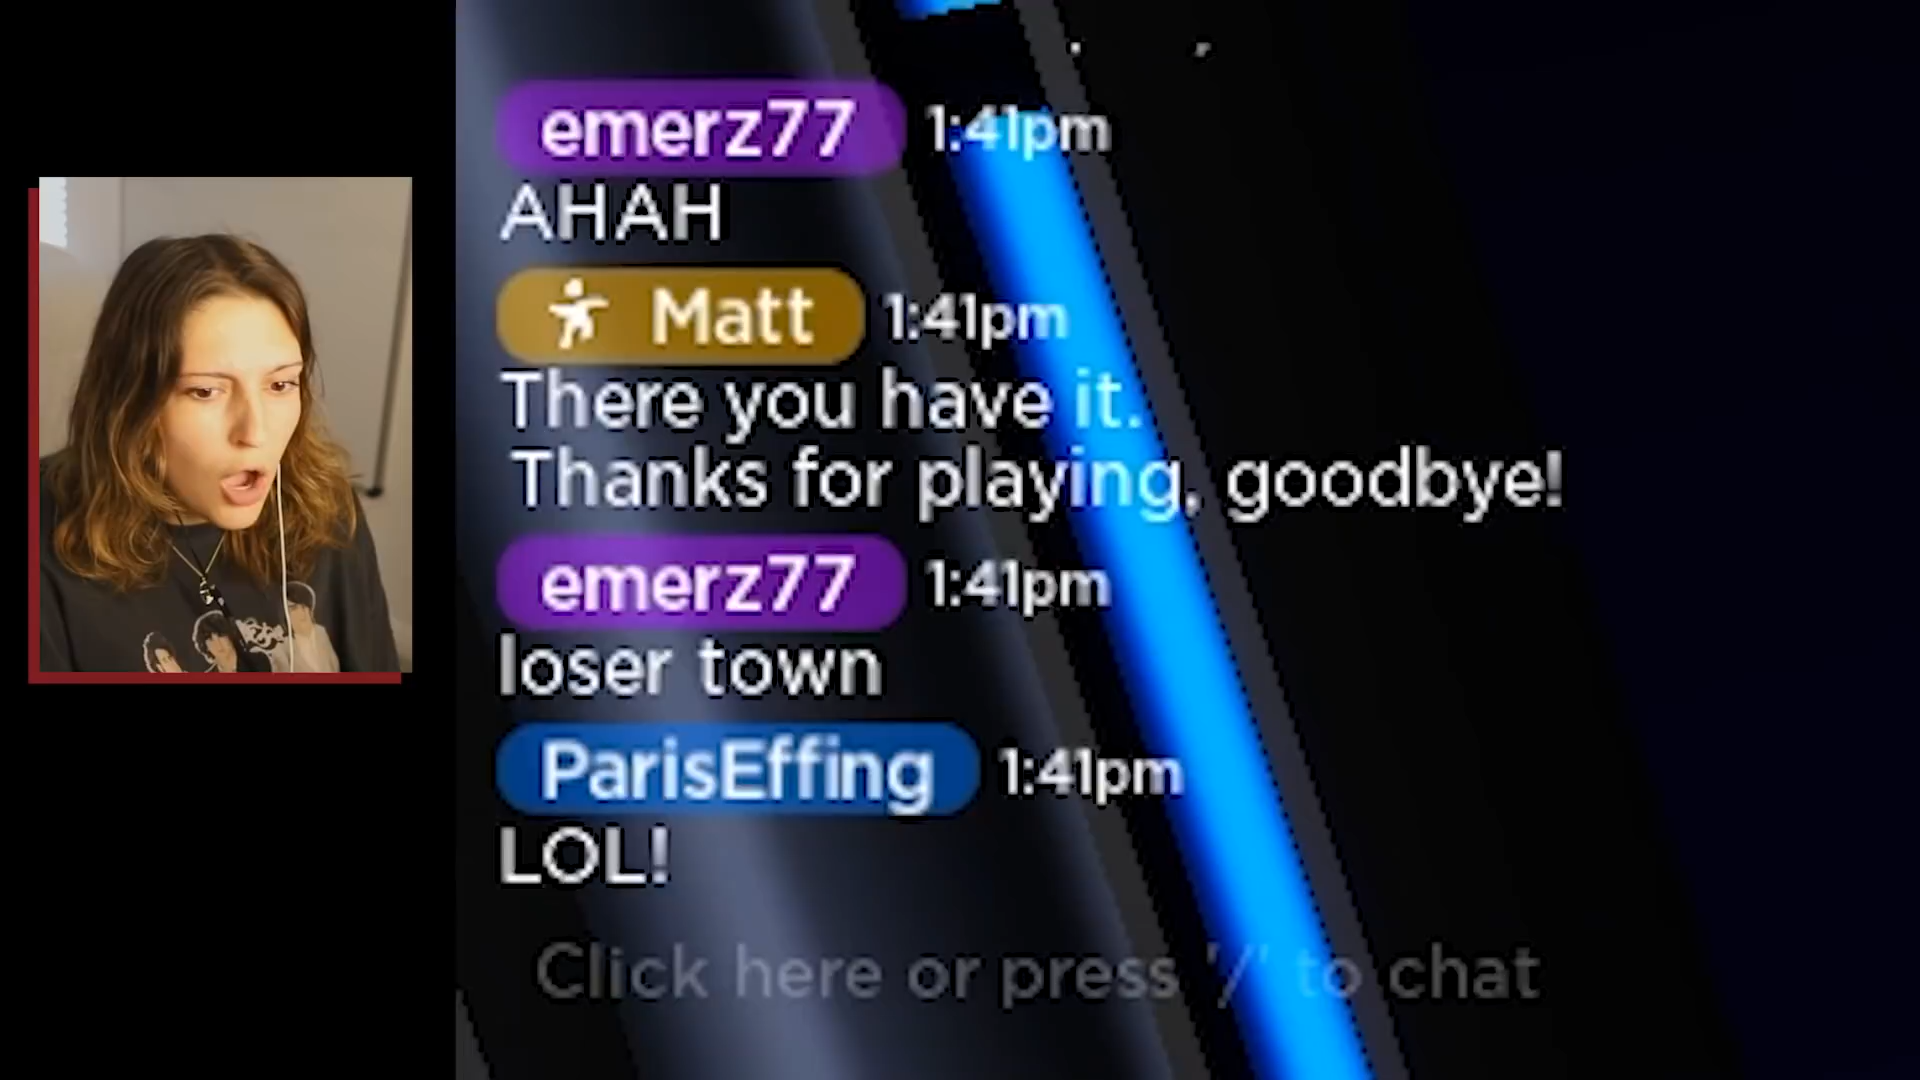 emerz77 1:41pm
AHAH
Matt 1:41pm
There you have it.
Thanks for playing, goodbye!
emerz77 1:41pm
loser town
ParisEffing 1:41pm
LOL!
Click here or press '/' to chat